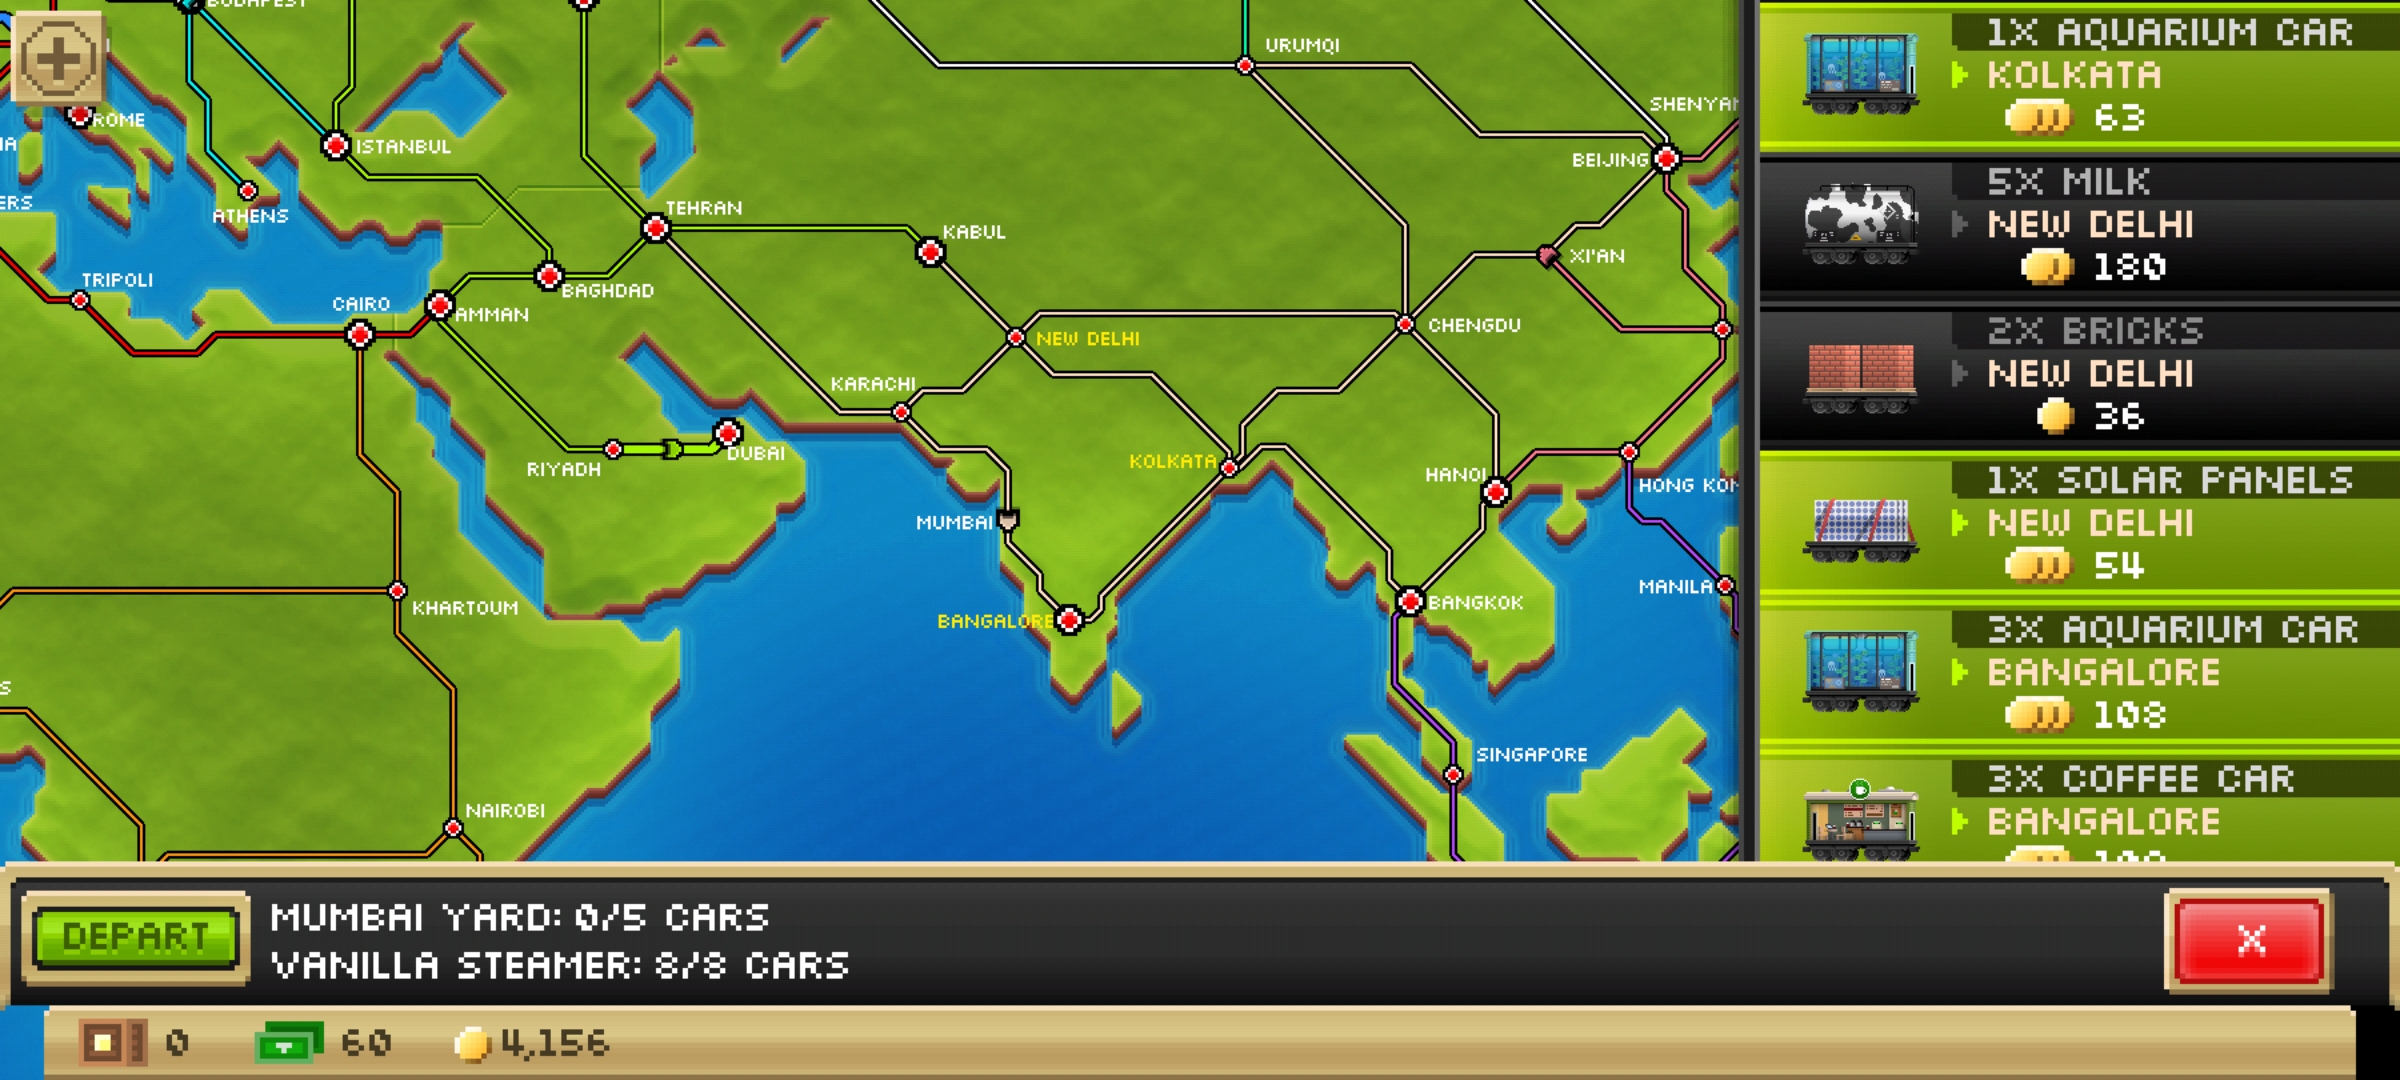 BUDAPEST
URUMQI
1X AQUARIUM CAR
KOLKATA
63
SHENYAN
ROME
ISTANBUL
BEIJING
5X MILK
NEW DELHI
180
ERS
ATHENS
TEHRAN
KABUL
XI'AN
TRIPOLI
BAGHDAD
CAIRO
AMMAN
NEW DELHI
CHENGDU
2X BRICKS
NEW DELHI
36
KARACHI
RIYADH
DUBAI
KOLKATA
HANOI
HONG KON
1X SOLAR PANELS
NEW DELHI
54
MUMBAI
MANILA
KHARTOUM
BANGALORE
BANGKOK
3X AQUARIUM CAR
BANGALORE
108
S
SINGAPORE
NAIROBI
3X COFFEE CAR
BANGALORE
DEPART
MUMBAI YARD: 0/5 CARS
VANILLA STEAMER: 8/8 CARS
X
0
60
4,156